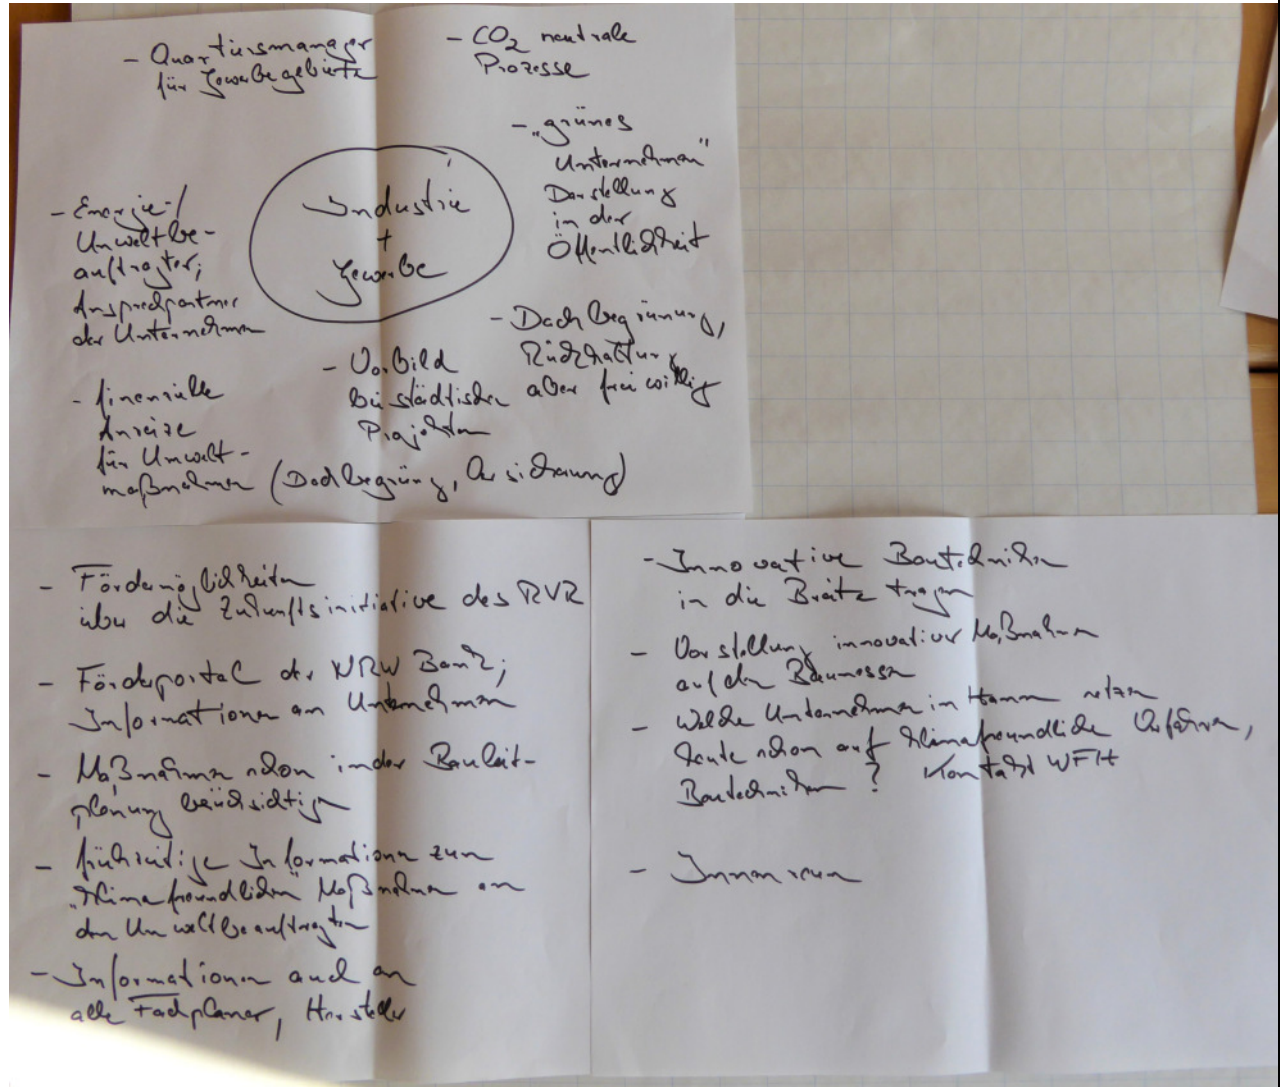 - Quartiersmanager
für Gewerbegebiete
- CO2 neutrale
Prozesse
- „grünes
Unternehmen"
Darstellung
in der
Öffentlichkeit
Industrie
+
Gewerbe
- Energie-/
Umweltbe-
auftragter,
Ansprechpartner
der Unternehmen
- Dachbegrünung,
Rückhaltung
aber freiwillig
- Vorbild
bei städtischen
Projekten
- finanzielle
Anreize
für Umwelt-
maßnahmen (Dachbegrüng, Versickerung)
- Fördermöglichkeiten
über die Zukunftsinitiative des RVR
- Förderportal der NRW Bank;
Informationen an Unternehmen
- Maßnahmen schon in der Bauleit-
planung berücksichtigen
- frühzeitige Informationen zum
„klimafreundlichen" Maßnahmen an
den Umweltbeauftragten
- Informationen auch an
alle Fachplaner, Hersteller
- Innovative Bautechniken
in die Breite tragen
- Vorstellung innovativer Maßnahmen
auf den Baumessen
- Welche Unternehmen in Hamm setzen
heute schon auf klimafreundliche Verfahren,
Bautechniken? Kontakt WFH
-